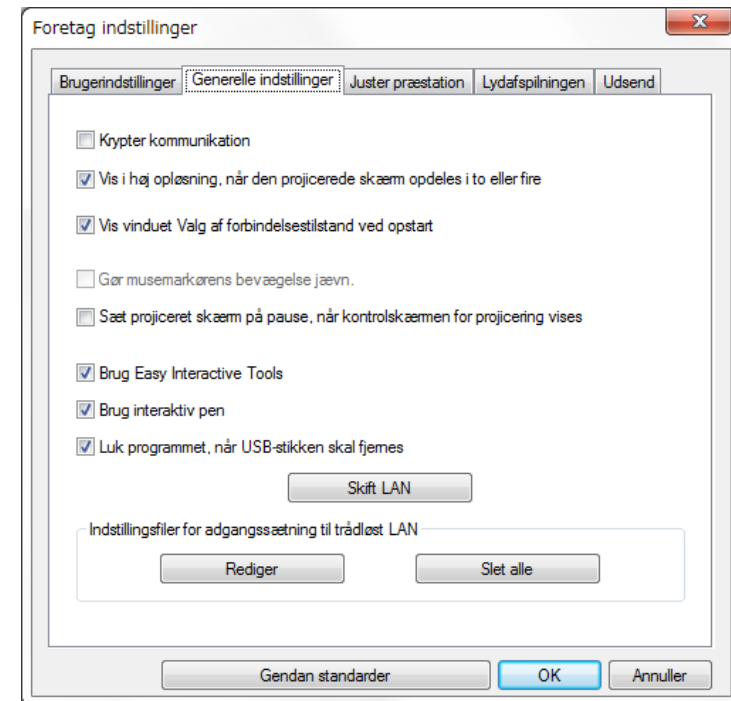 Foretag indstillinger
Brugerindstillinger Generelle indstillinger Juster præstation Lydafspilningen Udsend
Krypter kommunikation
Vis i høj opløsning, når den projicerede skærm opdeles i to eller fire
Vis vinduet Valg af forbindelsestilstand ved opstart
Gør musemarkørens bevægelse jævn.
Sæt projiceret skærm på pause, når kontrolskærmen for projicering vises
Brug Easy Interactive Tools
Brug interaktiv pen
Luk programmet, når USB-stikken skal fjernes
Skift LAN
Indstillingsfiler for adgangssætning til trådløst LAN
Rediger Slet alle
Gendan standarder OK Annuller